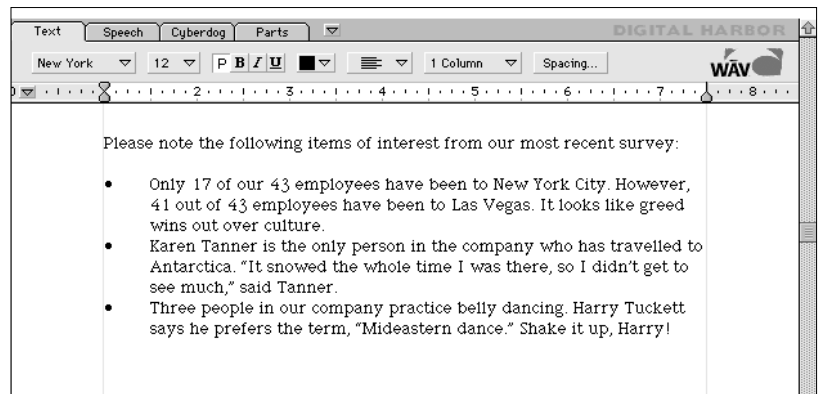 Text Speech Cyberdog Parts DIGITAL HARBOR
New York 12 P B I U 1 Column Spacing... WĀV
2 3 4 5 6 7 8
Please note the following items of interest from our most recent survey:
• Only 17 of our 43 employees have been to New York City. However,
41 out of 43 employees have been to Las Vegas. It looks like greed
wins out over culture.
• Karen Tanner is the only person in the company who has travelled to
Antarctica. “It snowed the whole time I was there, so I didn’t get to
see much,” said Tanner.
• Three people in our company practice belly dancing. Harry Tuckett
says he prefers the term, “Mideastern dance.” Shake it up, Harry!